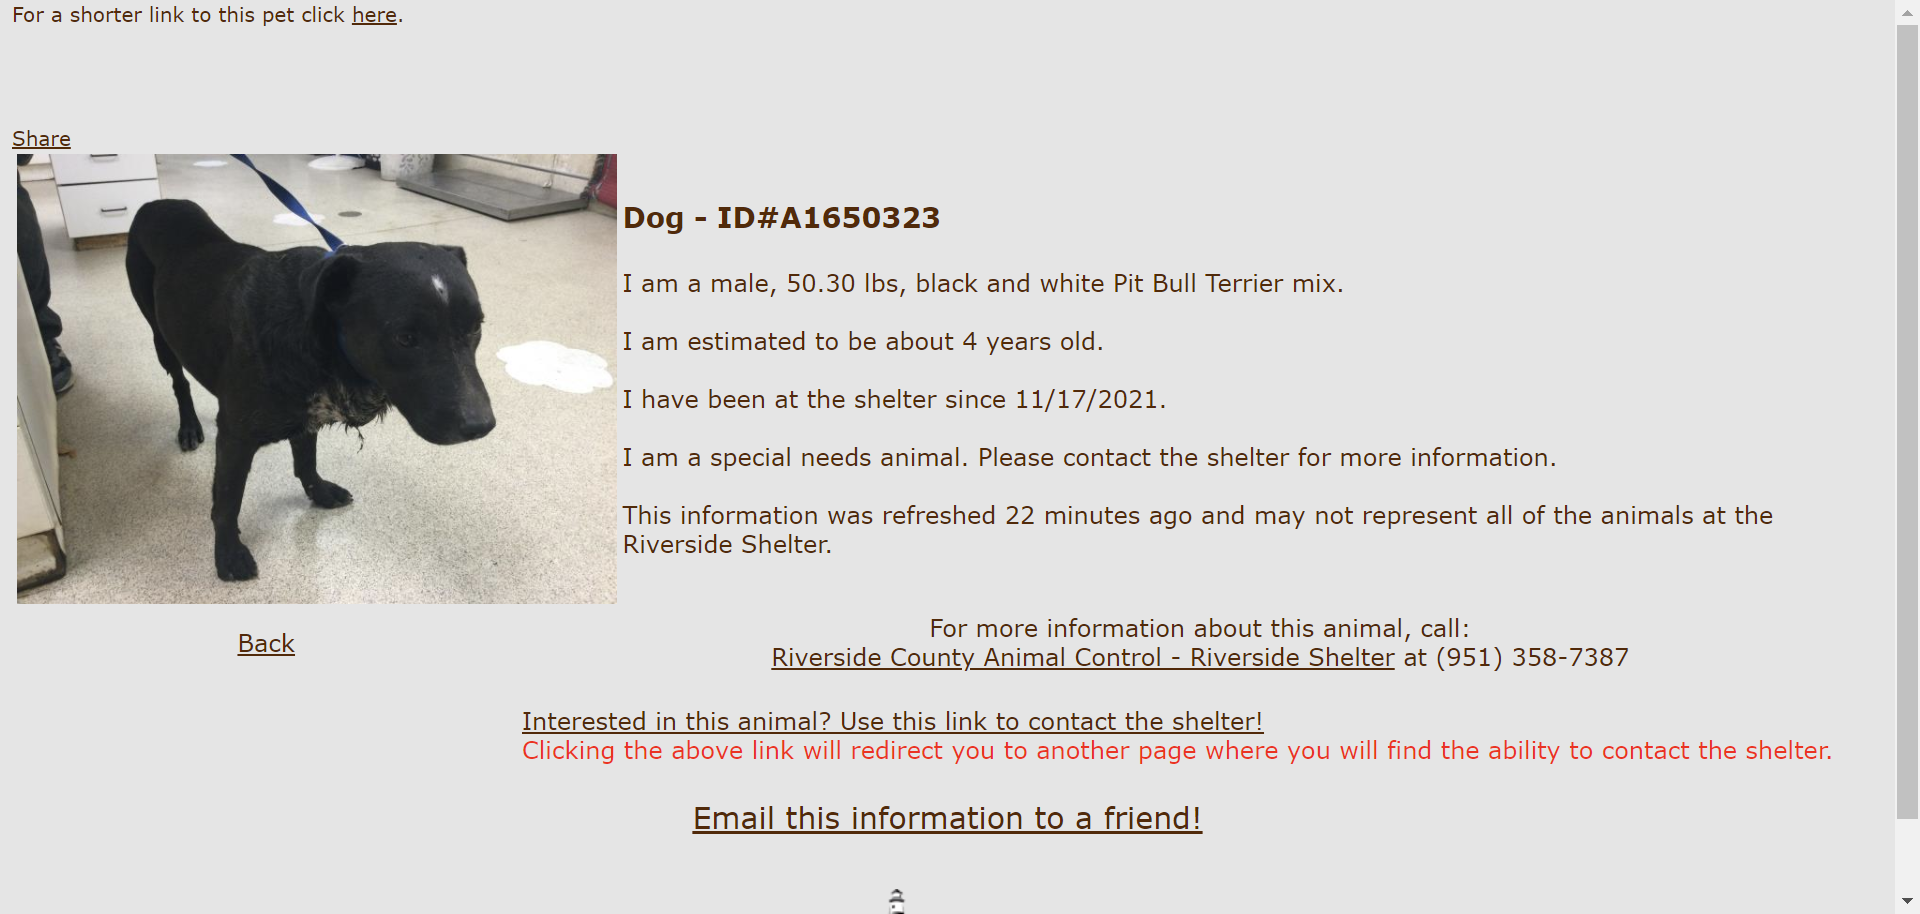 For a shorter link to this pet click here.
Share
Dog - ID#A1650323
I am a male, 50.30 lbs, black and white Pit Bull Terrier mix.
I am estimated to be about 4 years old.
I have been at the shelter since 11/17/2021.
I am a special needs animal. Please contact the shelter for more information.
This information was refreshed 22 minutes ago and may not represent all of the animals at the
Riverside Shelter.
Back
For more information about this animal, call:
Riverside County Animal Control - Riverside Shelter at (951) 358-7387
Interested in this animal? Use this link to contact the shelter!
Clicking the above link will redirect you to another page where you will find the ability to contact the shelter.
Email this information to a friend!